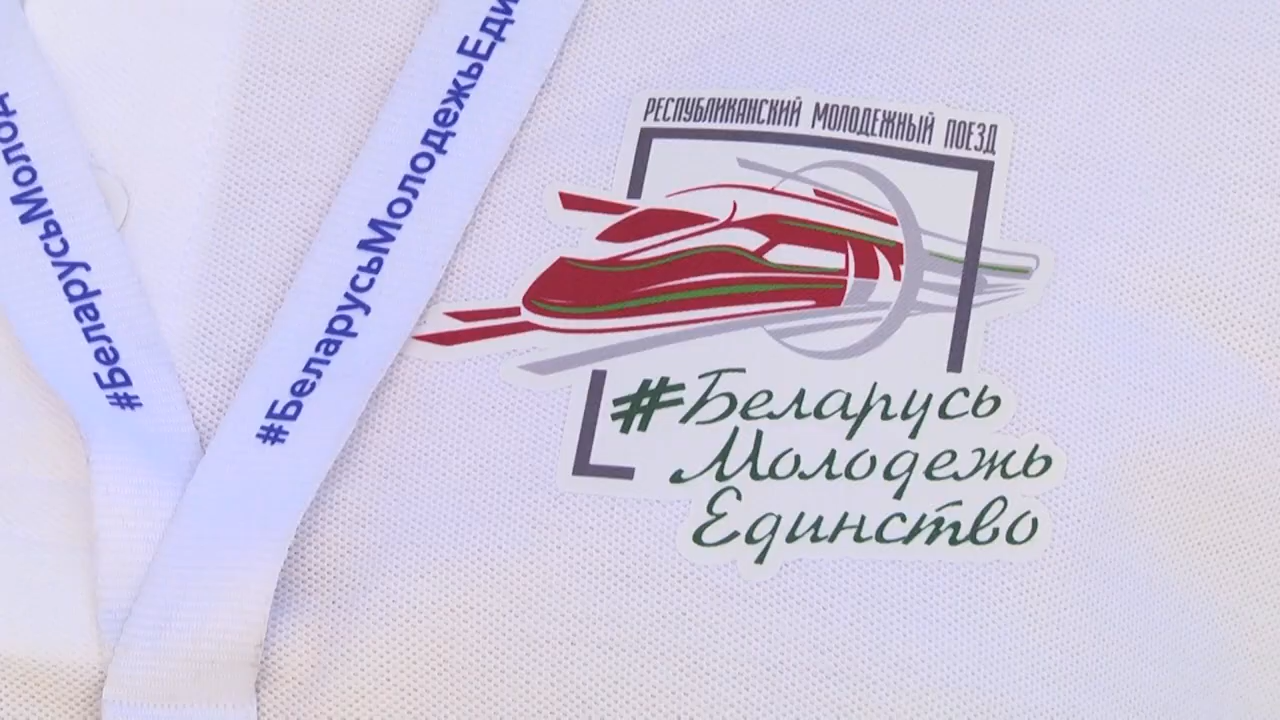 #БеларусьМолод
#БеларусьМолодежьЕди
РЕСПУБЛИКАНСКИЙ МОЛОДЕЖНЫЙ ПОЕЗД
#Беларусь
Молодежь
Единство